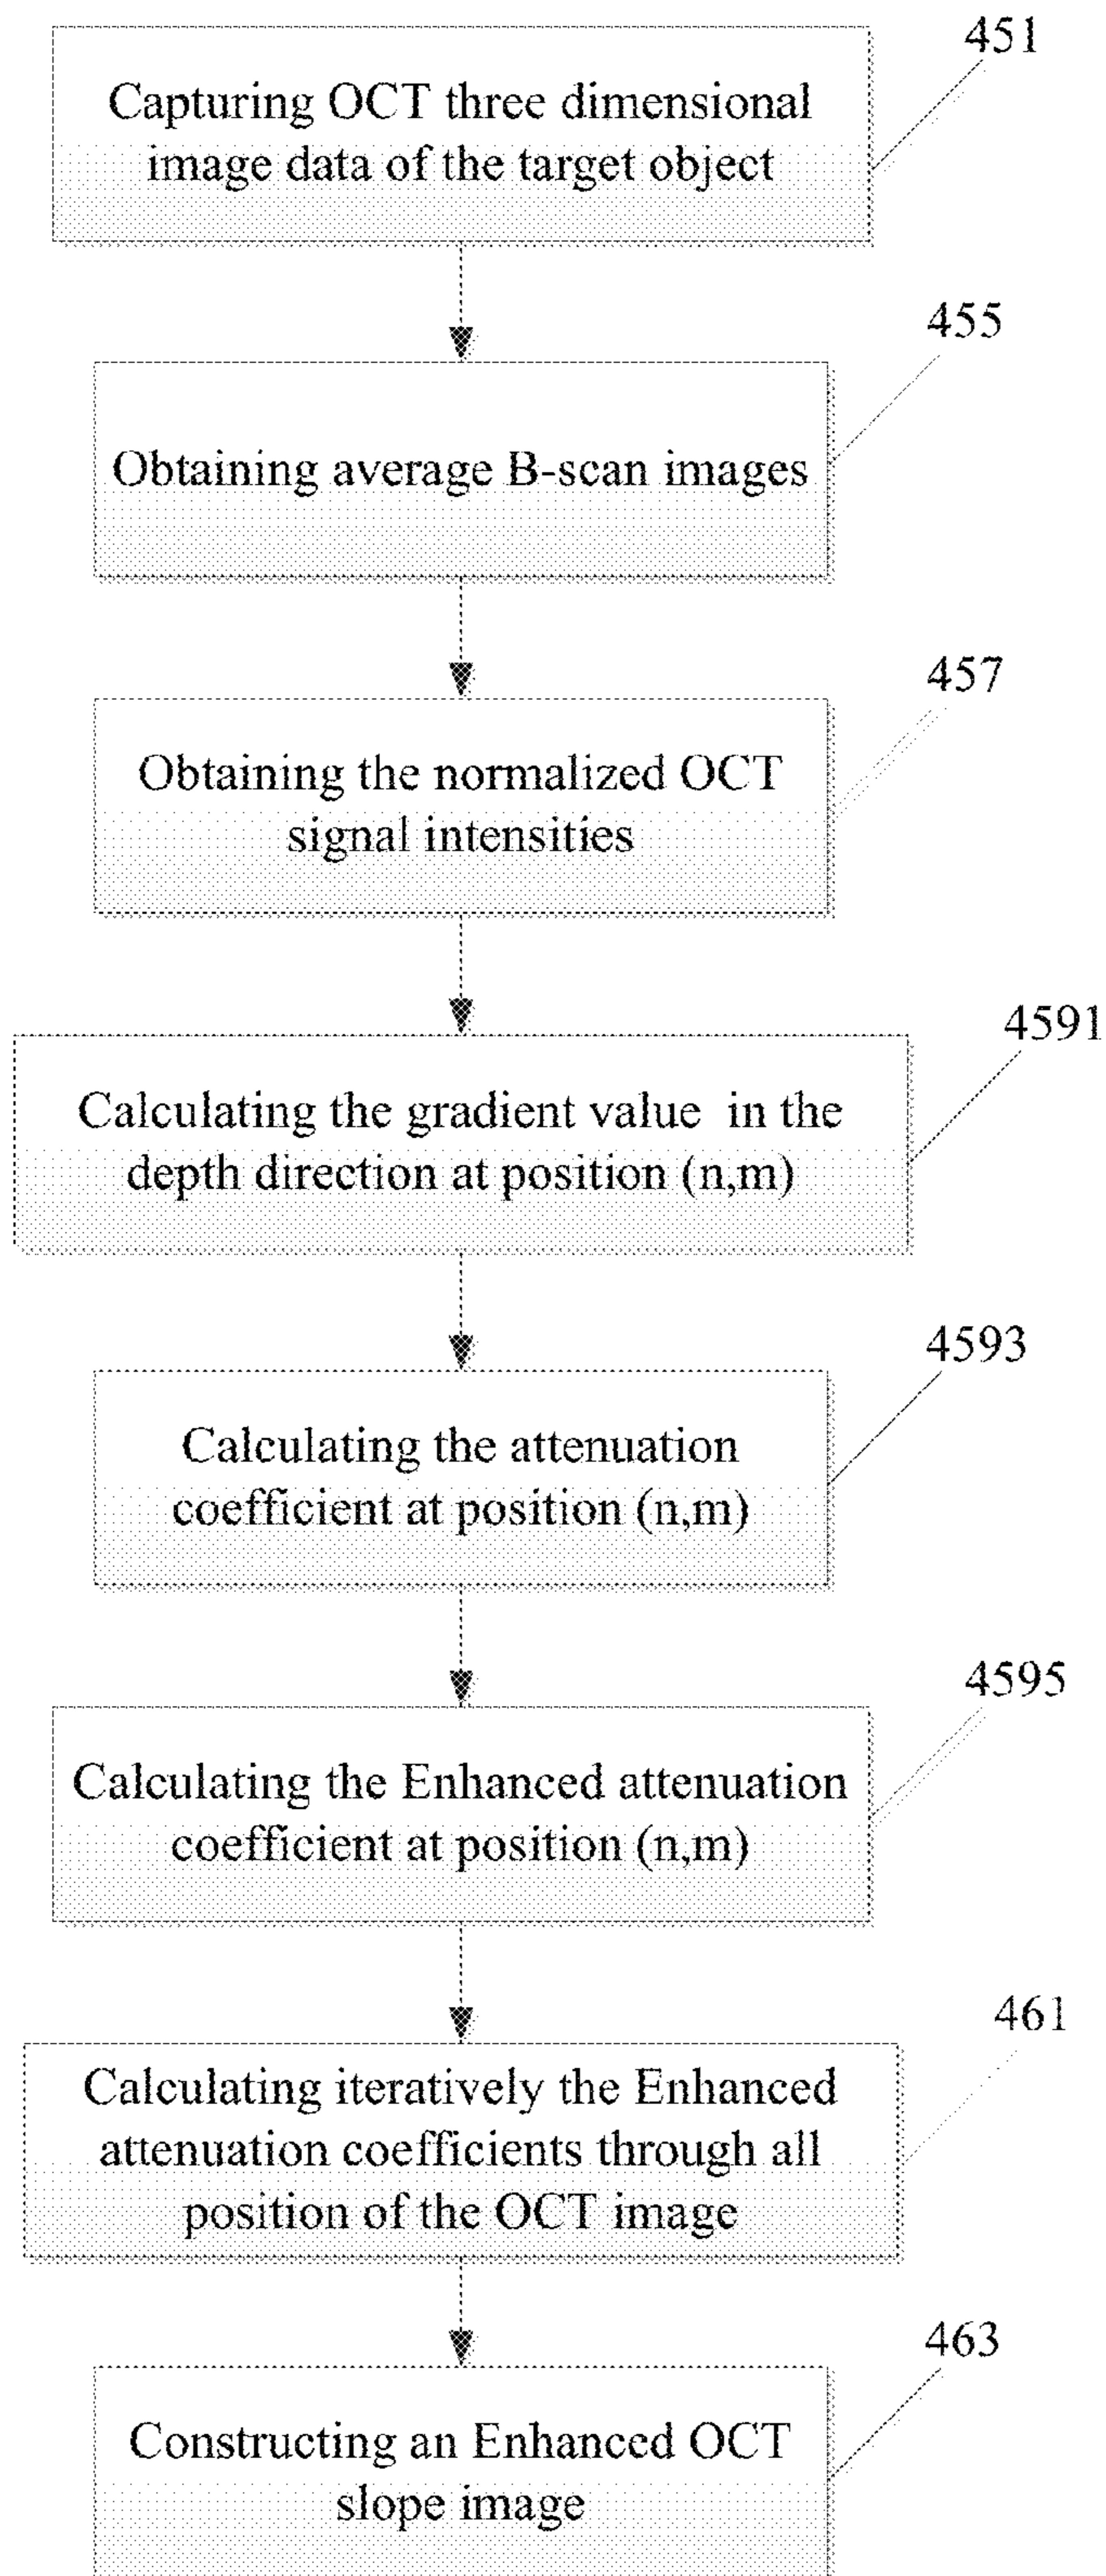 451
Capturing OCT three dimensional
image data of the target object
455
Obtaining average B-scan images
457
Obtaining the normalized OCT
signal intensities
4591
Calculating the gradient value in the
depth direction at position (n,m)
4593
Calculating the attenuation
coefficient at position (n,m)
4595
Calculating the Enhanced attenuation
coefficient at position (n,m)
461
Calculating iteratively the Enhanced
attenuation coefficients through all
position of the OCT image
463
Constructing an Enhanced OCT
slope image